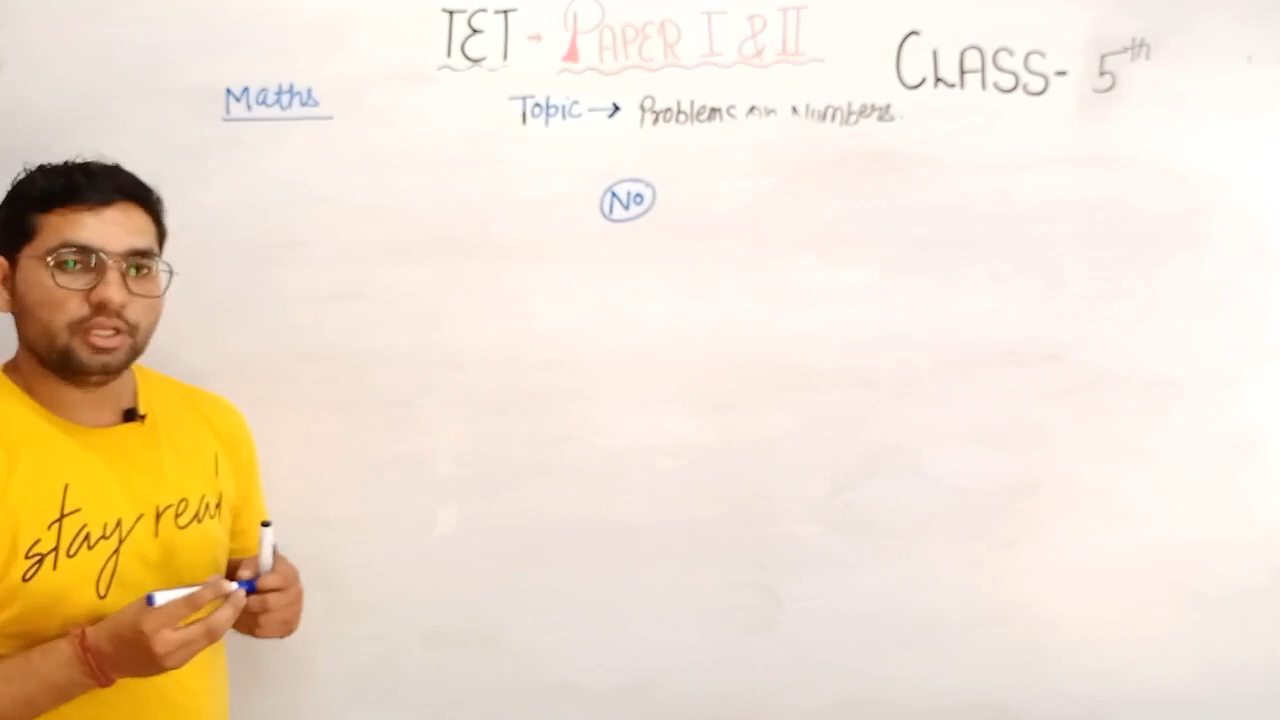 TET - PAPER I & II
CLASS- 5th
Maths
Topic → Problems on Numbers.
No
stay real